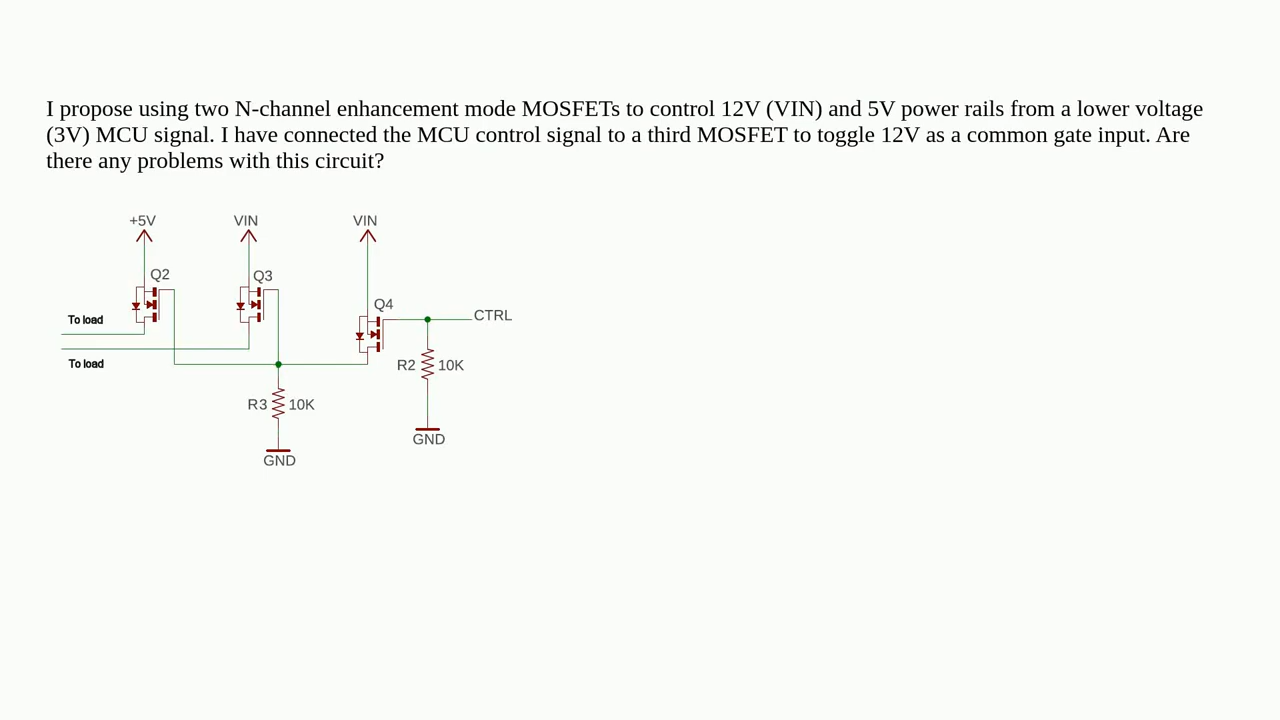 I propose using two N-channel enhancement mode MOSFETs to control 12V (VIN) and 5V power rails from a lower voltage
(3V) MCU signal. I have connected the MCU control signal to a third MOSFET to toggle 12V as a common gate input. Are
there any problems with this circuit?
+5V VIN VIN
Q2 Q3
Q4
To load CTRL
To load R2 10K
R3 10K
GND
GND